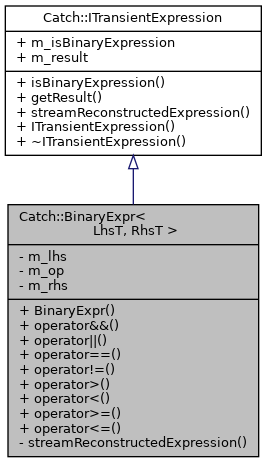 Catch::ITransientExpression
+ m_isBinaryExpression
+ m_result
+ isBinaryExpression()
+ getResult()
+ streamReconstructedExpression()
+ ITransientExpression()
+ ~ITransientExpression()
Catch::BinaryExpr<
LhsT, RhsT >
- m_lhs
- m_op
- m_rhs
+ BinaryExpr()
+ operator&&()
+ operator||()
+ operator==()
+ operator!=()
+ operator>()
+ operator<()
+ operator>=()
+ operator<=()
- streamReconstructedExpression()